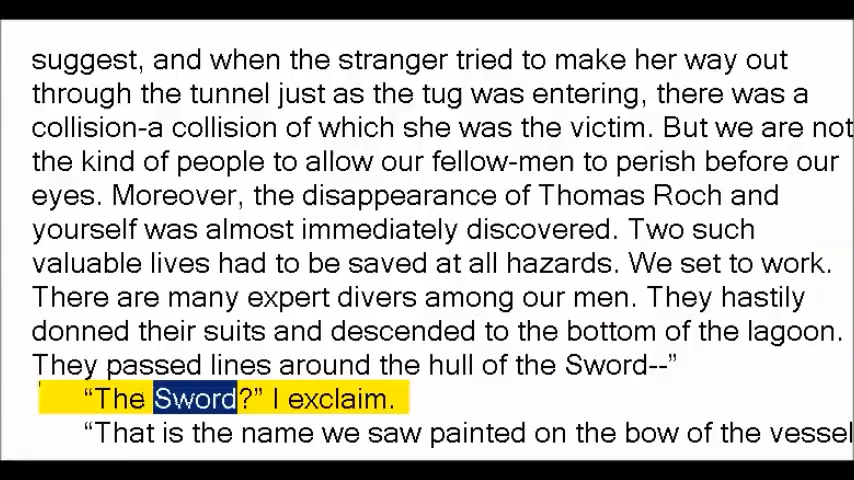 suggest, and when the stranger tried to make her way out
through the tunnel just as the tug was entering, there was a
collision-a collision of which she was the victim. But we are not
the kind of people to allow our fellow-men to perish before our
eyes. Moreover, the disappearance of Thomas Roch and
yourself was almost immediately discovered. Two such
valuable lives had to be saved at all hazards. We set to work.
There are many expert divers among our men. They hastily
donned their suits and descended to the bottom of the lagoon.
They passed lines around the hull of the Sword--”
“The Sword?” I exclaim.
“That is the name we saw painted on the bow of the vessel